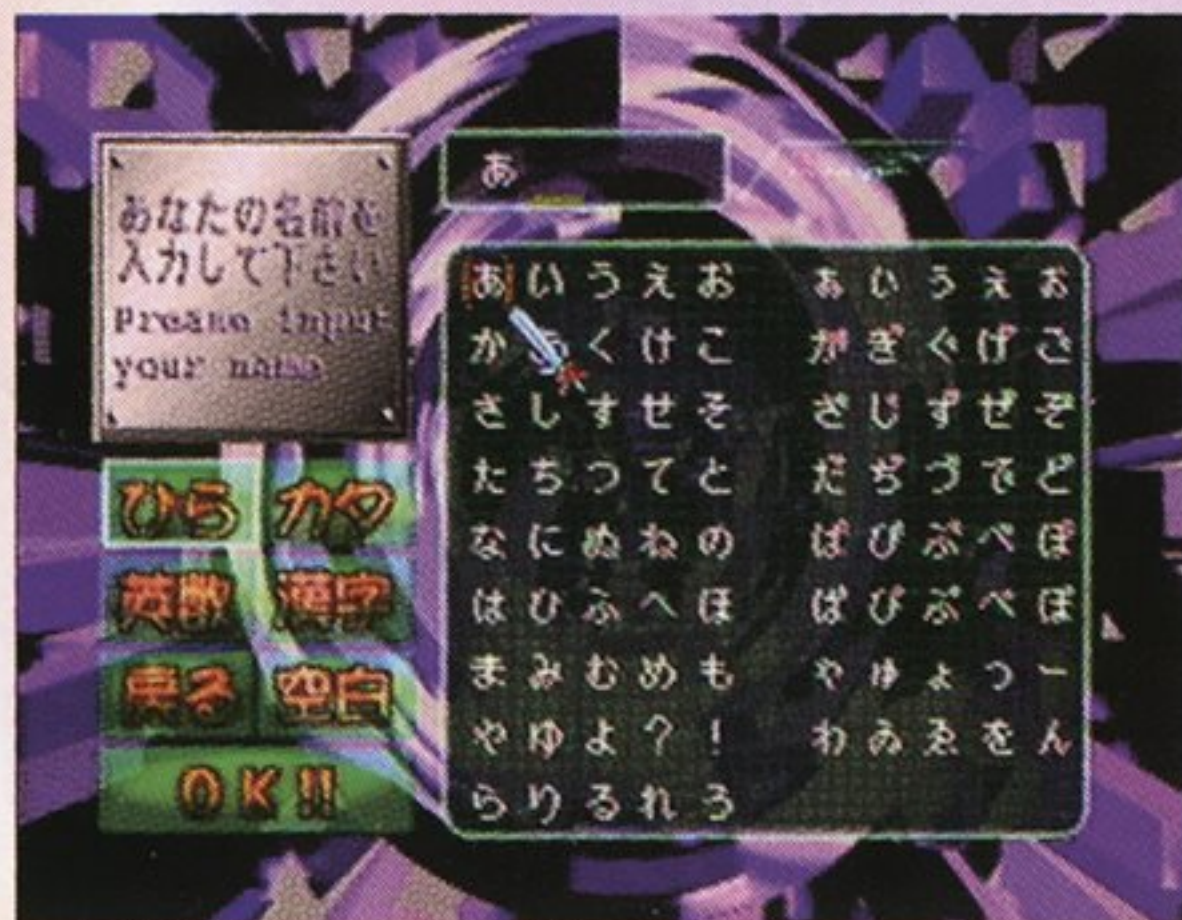 あなたの名前を
入力して下さい
Prease input
your name
あ
あ い う え お ぁ ぃ ぅ ぇ ぉ
か き く け こ が ぎ ぐ げ ご
さ し す せ そ ざ じ ず ぜ ぞ
た ち つ て と だ ぢ づ で ど
な に ぬ ね の ば び ぶ べ ぼ
は ひ ふ へ ほ ぱ ぴ ぷ ぺ ぽ
ま み む め も ゃ ゅ ょ っ ー
や ゆ よ ? ! わ ゐ ゑ を ん
ら り る れ ろ
ひら カタ
英数 漢字
戻る 空白
OK!!